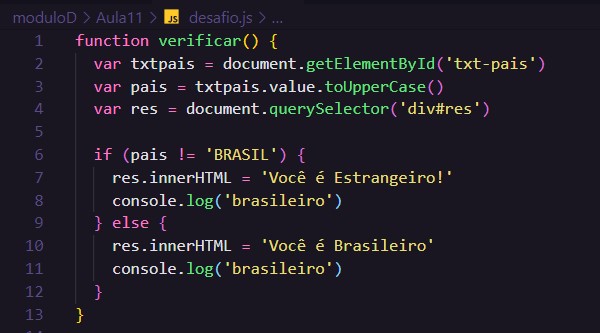 moduloD > Aula11 > JS desafio.js > ...
1 function verificar() {
2 var txtpais = document.getElementById('txt-pais')
3 var pais = txtpais.value.toUpperCase()
4 var res = document.querySelector('div#res')
5
6 if (pais != 'BRASIL') {
7 res.innerHTML = 'Você é Estrangeiro!'
8 console.log('brasileiro')
9 } else {
10 res.innerHTML = 'Você é Brasileiro'
11 console.log('brasileiro')
12 }
13 }